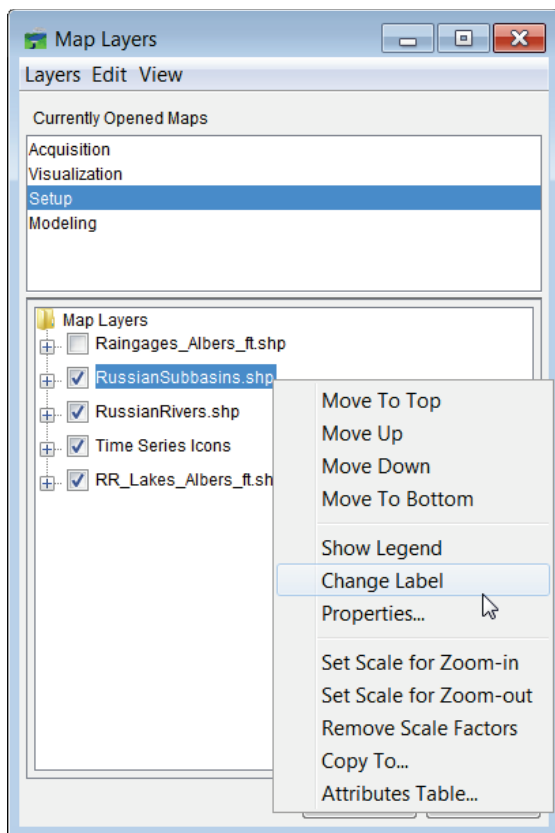 Map Layers
Layers Edit View
Currently Opened Maps
Acquisition
Visualization
Setup
Modeling
Map Layers
Raingages_Albers_ft.shp
RussianSubbasins.shp
RussianRivers.shp
Time Series Icons
RR_Lakes_Albers_ft.sh
Move To Top
Move Up
Move Down
Move To Bottom
Show Legend
Change Label
Properties...
Set Scale for Zoom-in
Set Scale for Zoom-out
Remove Scale Factors
Copy To...
Attributes Table...